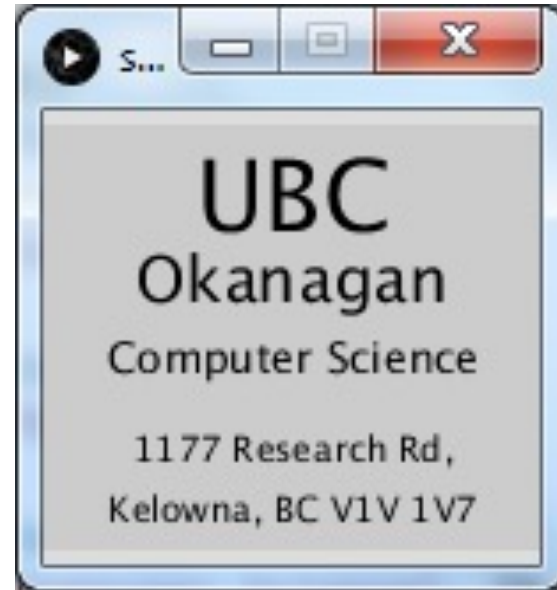 s...
UBC
Okanagan
Computer Science
1177 Research Rd,
Kelowna, BC V1V 1V7